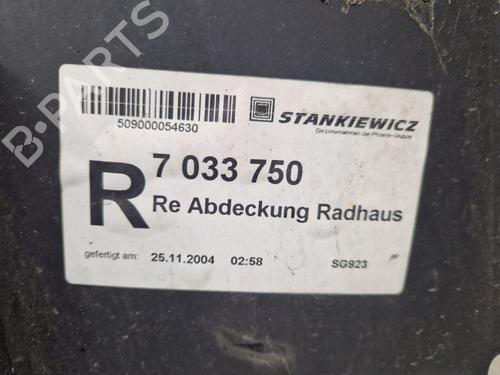 B-PARTS
509000054630
STANKIEWICZ
Ein Unternehmen der Phoenix-Gruppe
R
7 033 750
Re Abdeckung Radhaus
gefertigt am: 25.11.2004 02:58 SG923